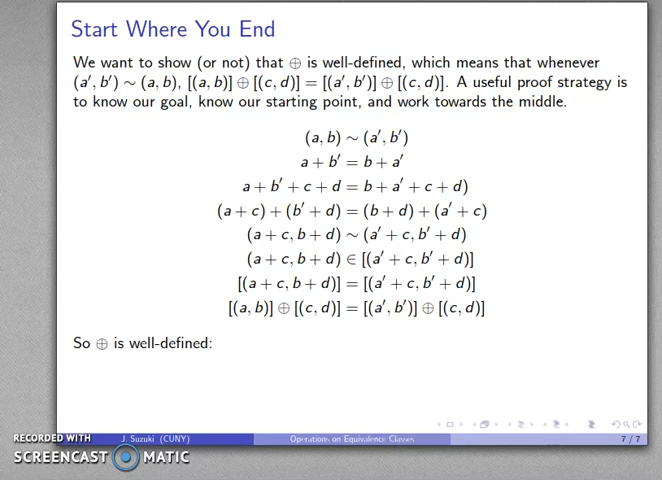 Start Where You End
We want to show (or not) that ⊕ is well-defined, which means that whenever
(a′, b′) ∼ (a, b), [(a, b)] ⊕ [(c, d)] = [(a′, b′)] ⊕ [(c, d)]. A useful proof strategy is
to know our goal, know our starting point, and work towards the middle.
(a, b) ∼ (a′, b′)
a + b′ = b + a′
a + b′ + c + d = b + a′ + c + d)
(a + c) + (b′ + d) = (b + d) + (a′ + c)
(a + c, b + d) ∼ (a′ + c, b′ + d)
(a + c, b + d) ∈ [(a′ + c, b′ + d)]
[(a + c, b + d)] = [(a′ + c, b′ + d)]
[(a, b)] ⊕ [(c, d)] = [(a′, b′)] ⊕ [(c, d)]
So ⊕ is well-defined:
J. Suzuki (CUNY) Operations on Equivalence Classes 7 / 7
RECORDED WITH
SCREENCAST MATIC